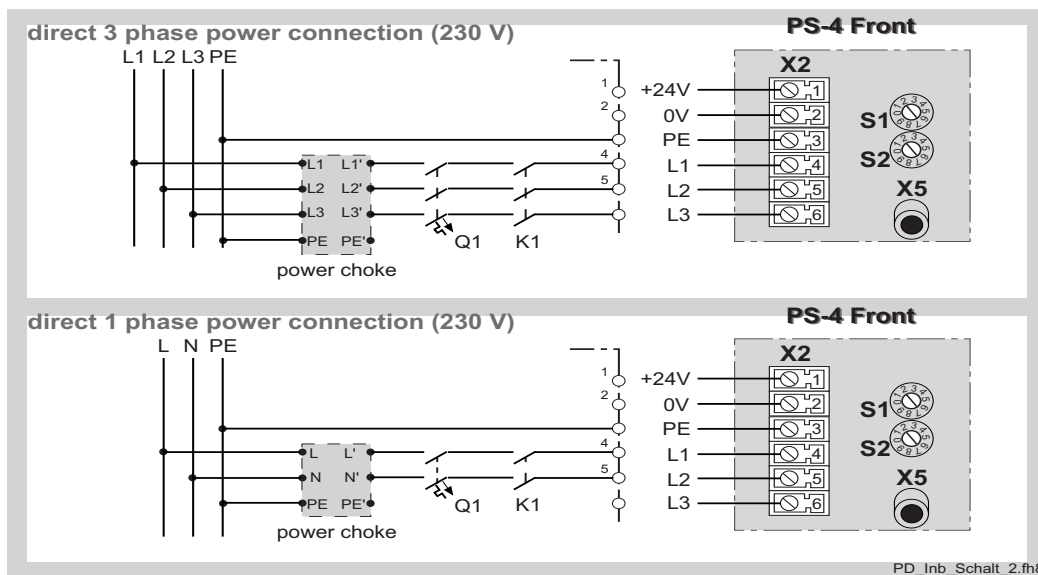 direct 3 phase power connection (230 V)
PS-4 Front
L1 L2 L3 PE
X2
1
+24V
1
2
0V
2
S1
PE
3
L1 L1' 4
L1
4
S2
L2 L2' 5
L2
5
X5
L3 L3'
L3
6
PE PE'
Q1
K1
power choke
direct 1 phase power connection (230 V)
PS-4 Front
L N PE
X2
1
+24V
1
2
0V
2
S1
PE
3
L L' 4
L1
4
S2
N N' 5
L2
5
X5
PE PE'
Q1
K1
L3
6
power choke
PD_Inb_Schalt_2.fh8